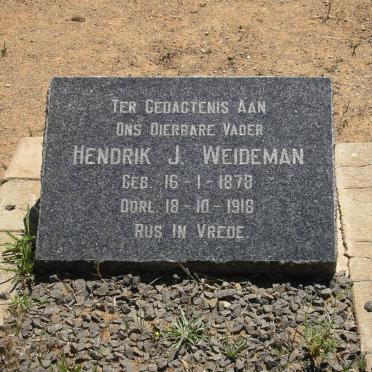 TER GEDAGTENIS AAN
ONS DIERBARE VADER
HENDRIK J. WEIDEMAN
GEB. 16-1-1878
OORL. 18-10-1918
RUS IN VREDE